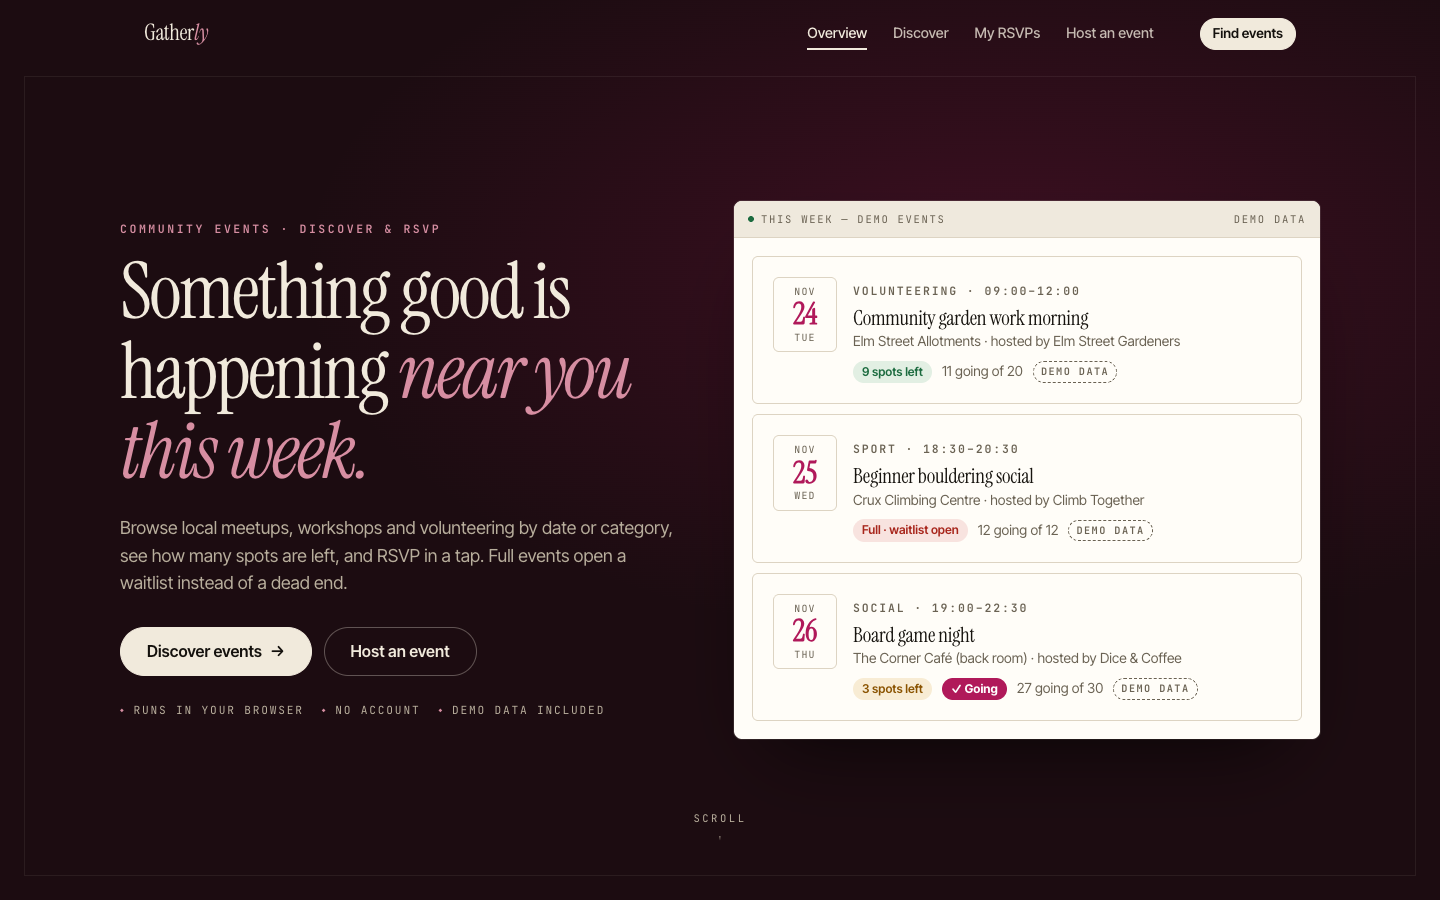 Gatherly
Overview
Discover
My RSVPs
Host an event
Find events
COMMUNITY EVENTS · DISCOVER & RSVP
Something good is
happening near you
this week.
Browse local meetups, workshops and volunteering by date or category,
see how many spots are left, and RSVP in a tap. Full events open a
waitlist instead of a dead end.
Discover events →
Host an event
RUNS IN YOUR BROWSER
NO ACCOUNT
DEMO DATA INCLUDED
THIS WEEK — DEMO EVENTS
DEMO DATA
NOV
24
TUE
VOLUNTEERING · 09:00–12:00
Community garden work morning
Elm Street Allotments · hosted by Elm Street Gardeners
9 spots left
11 going of 20
DEMO DATA
NOV
25
WED
SPORT · 18:30–20:30
Beginner bouldering social
Crux Climbing Centre · hosted by Climb Together
Full · waitlist open
12 going of 12
DEMO DATA
NOV
26
THU
SOCIAL · 19:00–22:30
Board game night
The Corner Café (back room) · hosted by Dice & Coffee
3 spots left
✓ Going
27 going of 30
DEMO DATA
SCROLL